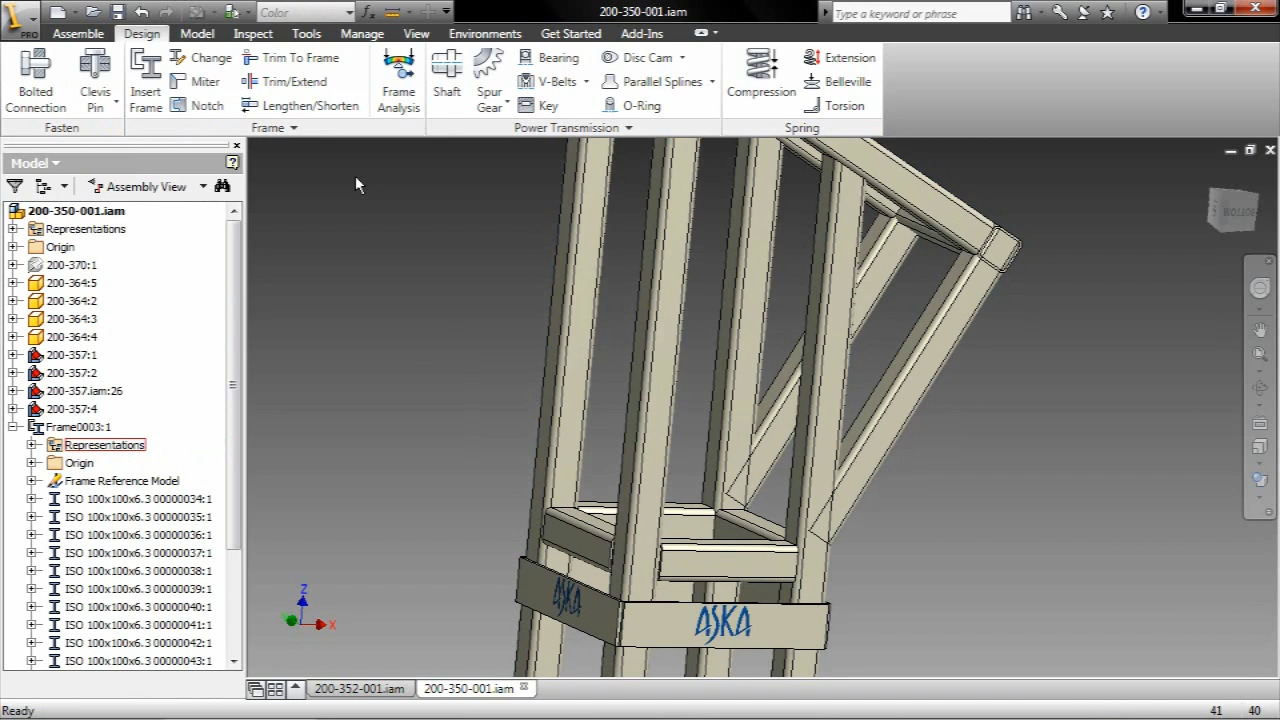 PRO
Color
200-350-001.iam
Type a keyword or phrase
Assemble Design Model Inspect Tools Manage View Environments Get Started Add-Ins
Bolted Connection
Clevis Pin
Fasten
Insert Frame
Change
Miter
Notch
Trim To Frame
Trim/Extend
Lengthen/Shorten
Frame
Frame Analysis
Shaft
Spur Gear
Bearing
V-Belts
Key
Disc Cam
Parallel Splines
O-Ring
Power Transmission
Compression
Extension
Belleville
Torsion
Spring
Model
Assembly View
200-350-001.iam
Representations
Origin
200-370:1
200-364:5
200-364:2
200-364:3
200-364:4
200-357:1
200-357:2
200-357.iam:26
200-357:4
Frame0003:1
Representations
Origin
Frame Reference Model
ISO 100x100x6.3 00000034:1
ISO 100x100x6.3 00000035:1
ISO 100x100x6.3 00000036:1
ISO 100x100x6.3 00000037:1
ISO 100x100x6.3 00000038:1
ISO 100x100x6.3 00000039:1
ISO 100x100x6.3 00000040:1
ISO 100x100x6.3 00000041:1
ISO 100x100x6.3 00000042:1
ISO 100x100x6.3 00000043:1
BOTTOM
Z
X
ASKA
ASKA
200-352-001.iam
200-350-001.iam
Ready
41 40